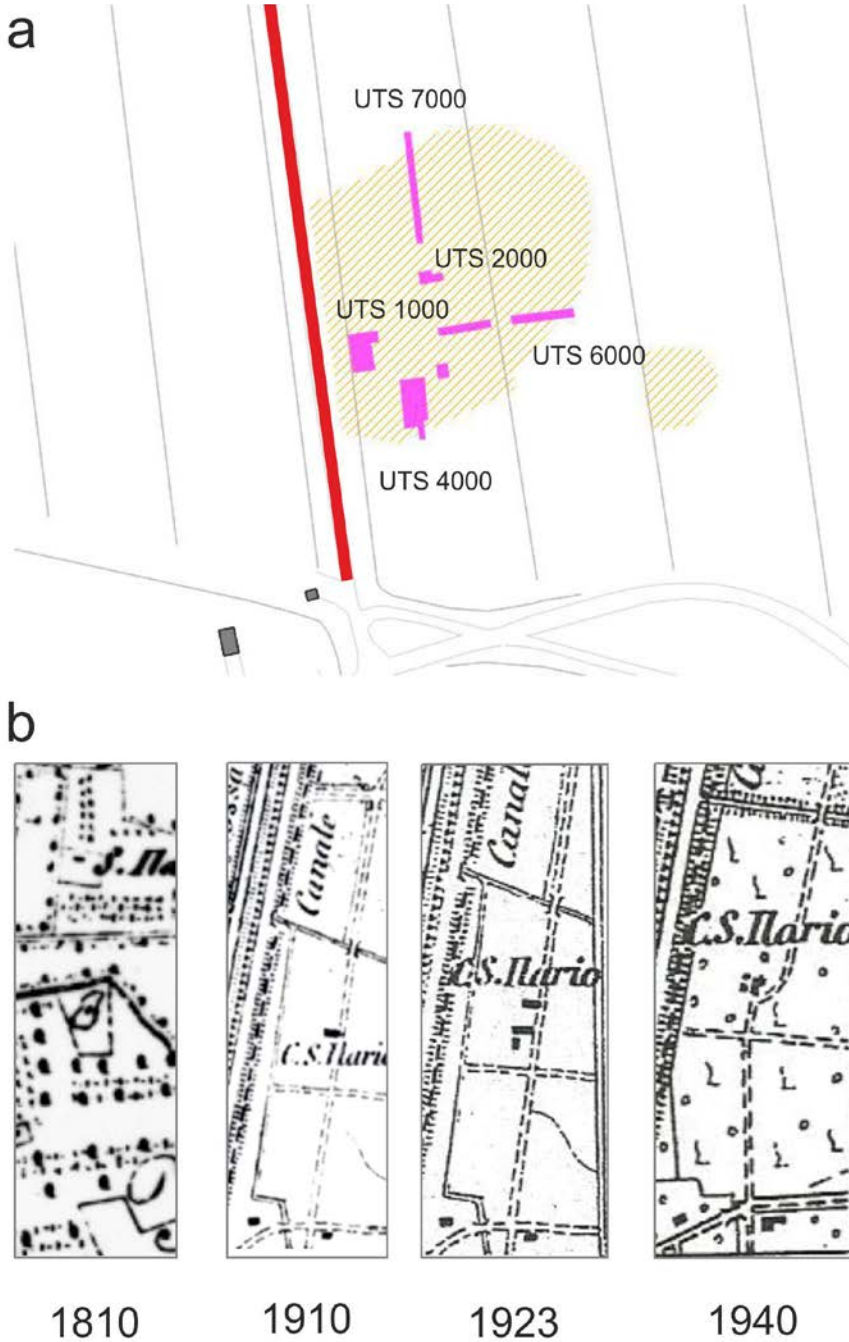 a
UTS 7000
UTS 2000
UTS 1000
UTS 6000
UTS 4000
b
S. Ila
Canale
C.S. Ilario
Canale
C.S. Ilario
C.S. Ilario
1810
1910
1923
1940